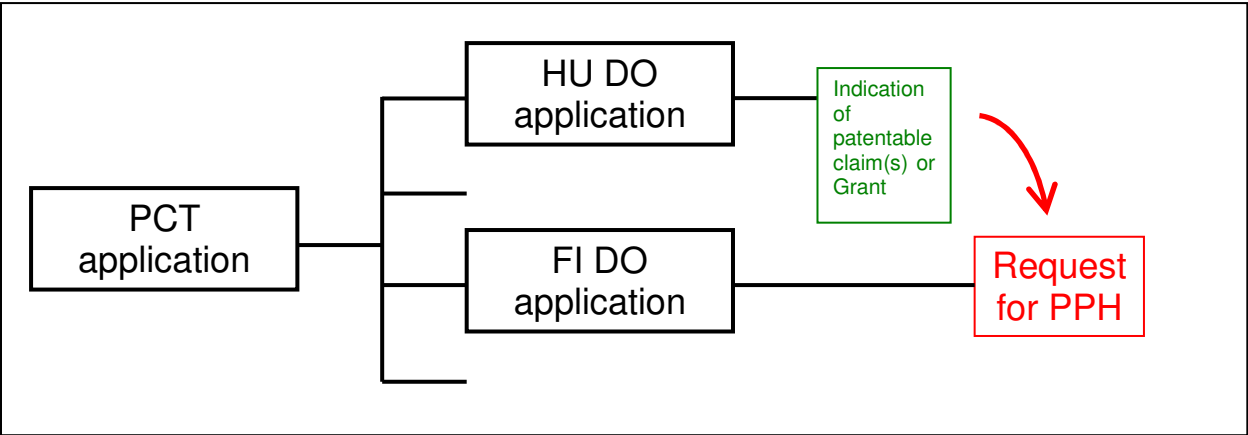 HU DO
application
Indication
of
patentable
claim(s) or
Grant
PCT
application
FI DO
application
Request
for PPH